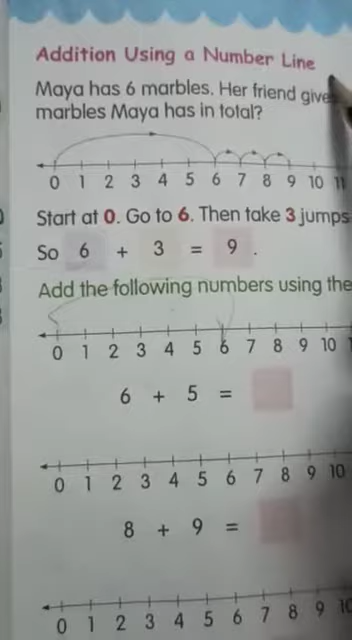 Addition Using a Number Line
Maya has 6 marbles. Her friend give
marbles Maya has in total?
0 1 2 3 4 5 6 7 8 9 10 11
Start at 0. Go to 6. Then take 3 jumps
So 6 + 3 = 9 .
Add the following numbers using the
0 1 2 3 4 5 6 7 8 9 10
6 + 5 =
0 1 2 3 4 5 6 7 8 9 10
8 + 9 =
0 1 2 3 4 5 6 7 8 9 10